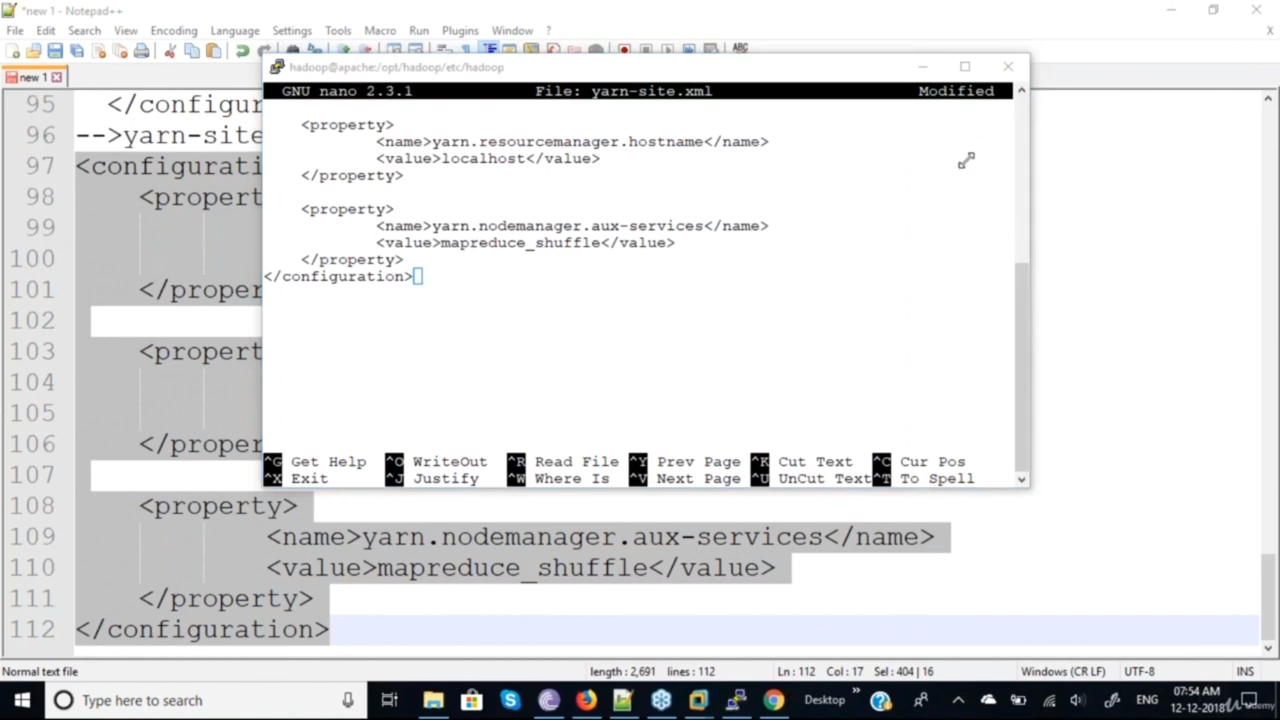 *new 1 - Notepad++
File Edit Search View Encoding Language Settings Tools Macro Run Plugins Window ?
X
ABC
new 1
hadoop@apache:/opt/hadoop/etc/hadoop
GNU nano 2.3.1 File: yarn-site.xml Modified
<property>
<name>yarn.resourcemanager.hostname</name>
<value>localhost</value>
</property>
<property>
<name>yarn.nodemanager.aux-services</name>
<value>mapreduce_shuffle</value>
</property>
</configuration>
^G Get Help ^O WriteOut ^R Read File ^Y Prev Page ^K Cut Text ^C Cur Pos
^X Exit ^J Justify ^W Where Is ^V Next Page ^U UnCut Text ^T To Spell
95 </configur
96 -->yarn-site
97 <configurati
98 <propert
99
100
101 </proper
102
103 <propert
104
105
106 </proper
107
108 <property>
109 <name>yarn.nodemanager.aux-services</name>
110 <value>mapreduce_shuffle</value>
111 </property>
112 </configuration>
Normal text file length : 2,691 lines : 112 Ln : 112 Col : 17 Sel : 404 | 16 Windows (CR LF) UTF-8 INS
Type here to search Desktop » ENG 07:54 AM
12-12-2018
Udemy